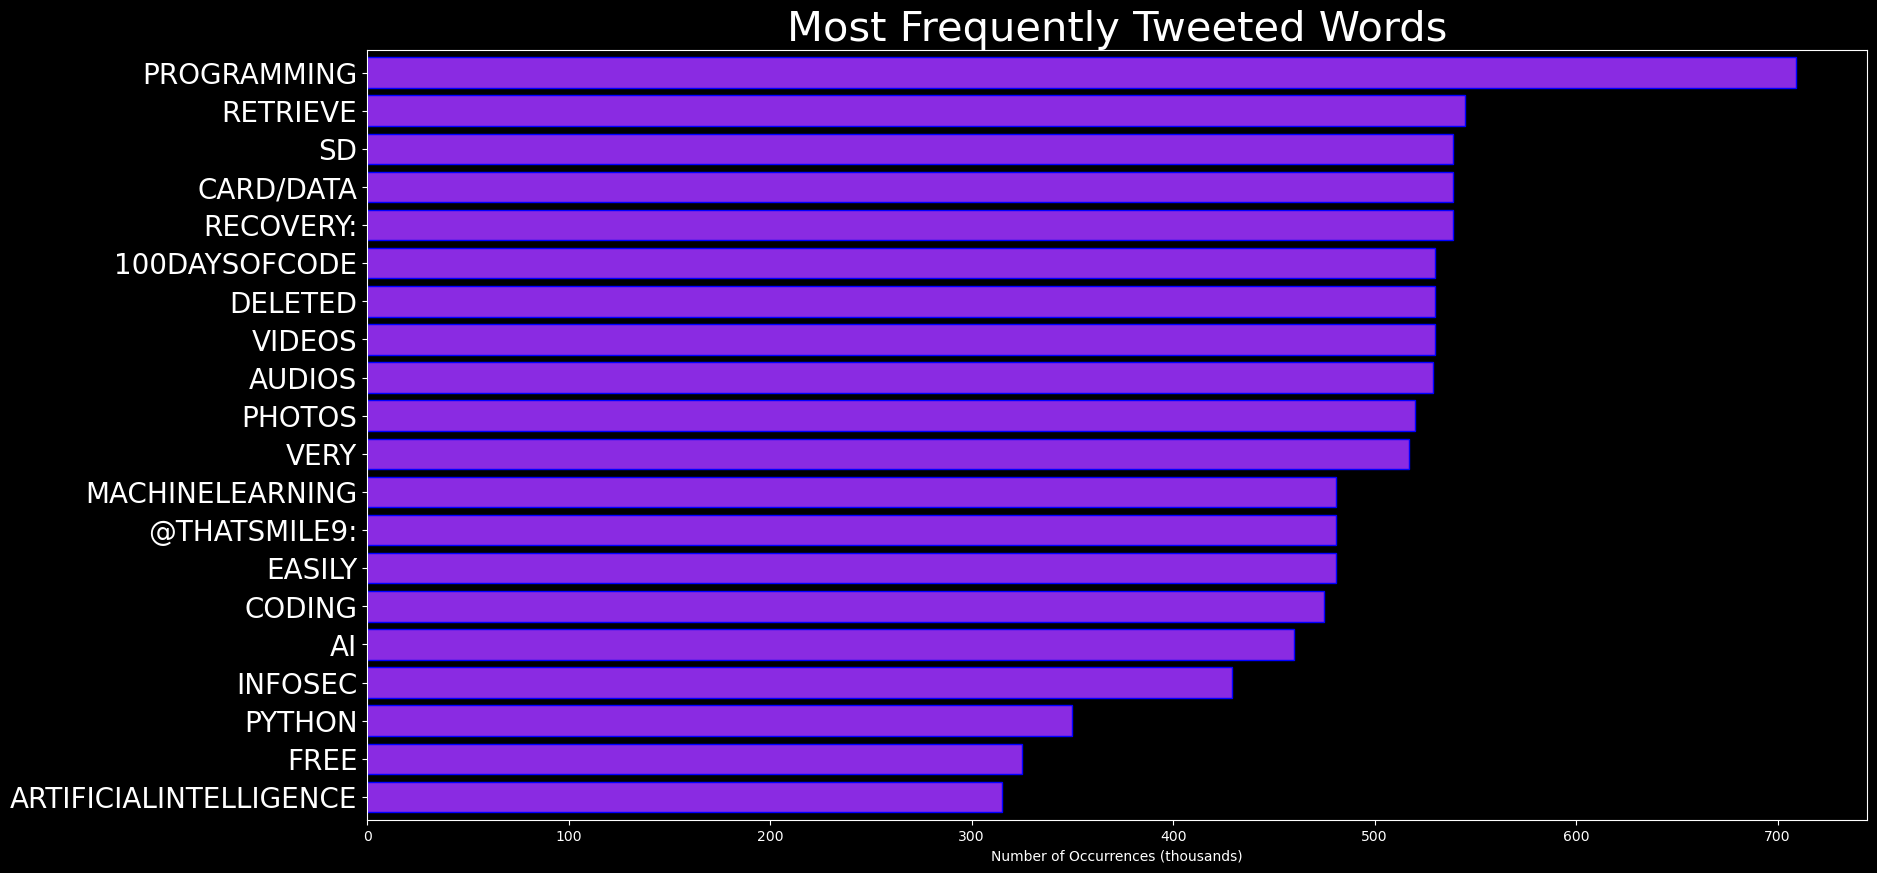 Most Frequently Tweeted Words
PROGRAMMING
RETRIEVE
SD
CARD/DATA
RECOVERY:
100DAYSOFCODE
DELETED
VIDEOS
AUDIOS
PHOTOS
VERY
MACHINELEARNING
@THATSMILE9:
EASILY
CODING
AI
INFOSEC
PYTHON
FREE
ARTIFICIALINTELLIGENCE
0 100 200 300 400 500 600 700
Number of Occurrences (thousands)